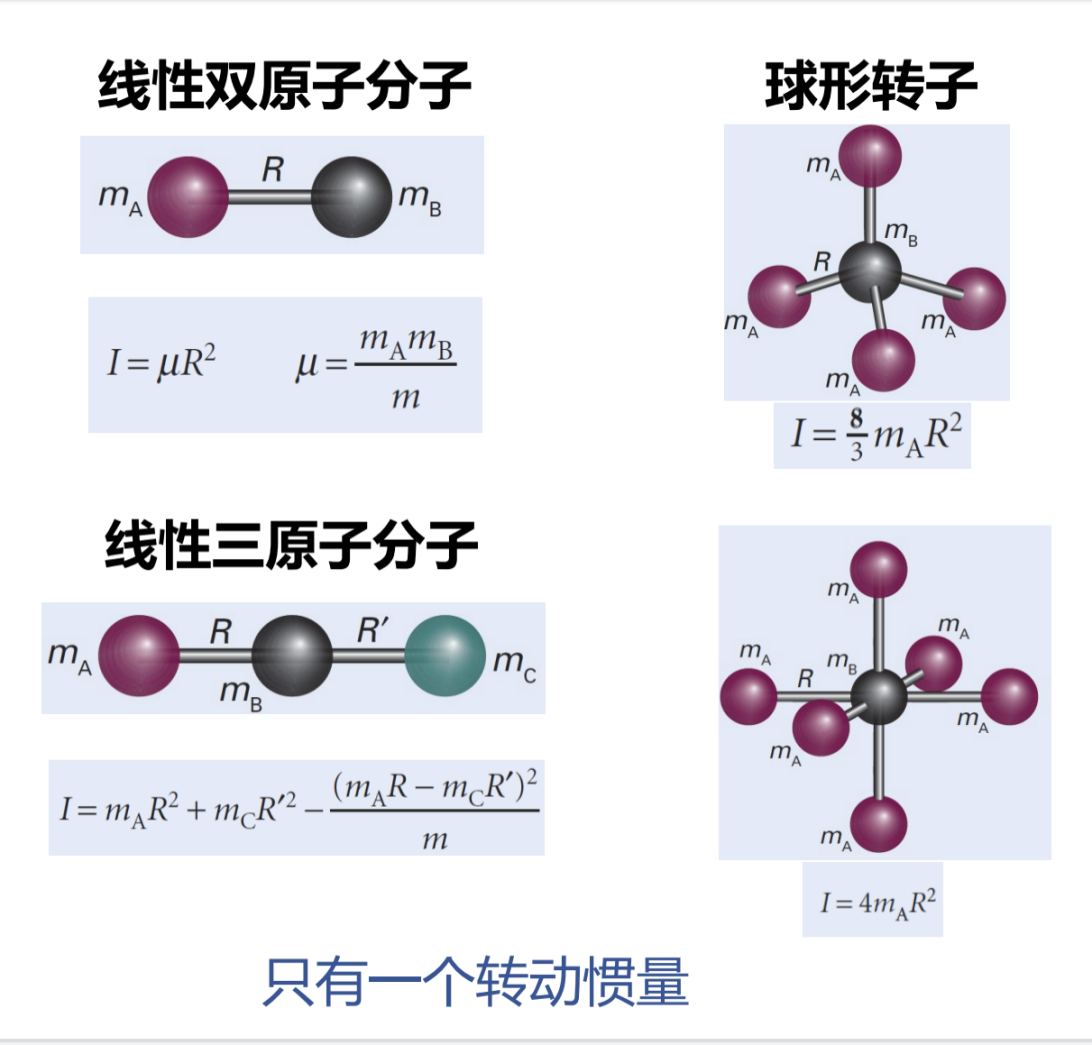 线性双原子分子
m_A R m_B
I = μR² μ = m_A m_B / m
线性三原子分子
m_A R m_B R′ m_C
I = m_A R² + m_C R′² − (m_A R − m_C R′)² / m
球形转子
m_A
m_B
R
m_A
m_A
m_A
I = 8/3 m_A R²
m_A
m_A
m_A
m_B
R
m_A
m_A
m_A
I = 4m_A R²
只有一个转动惯量